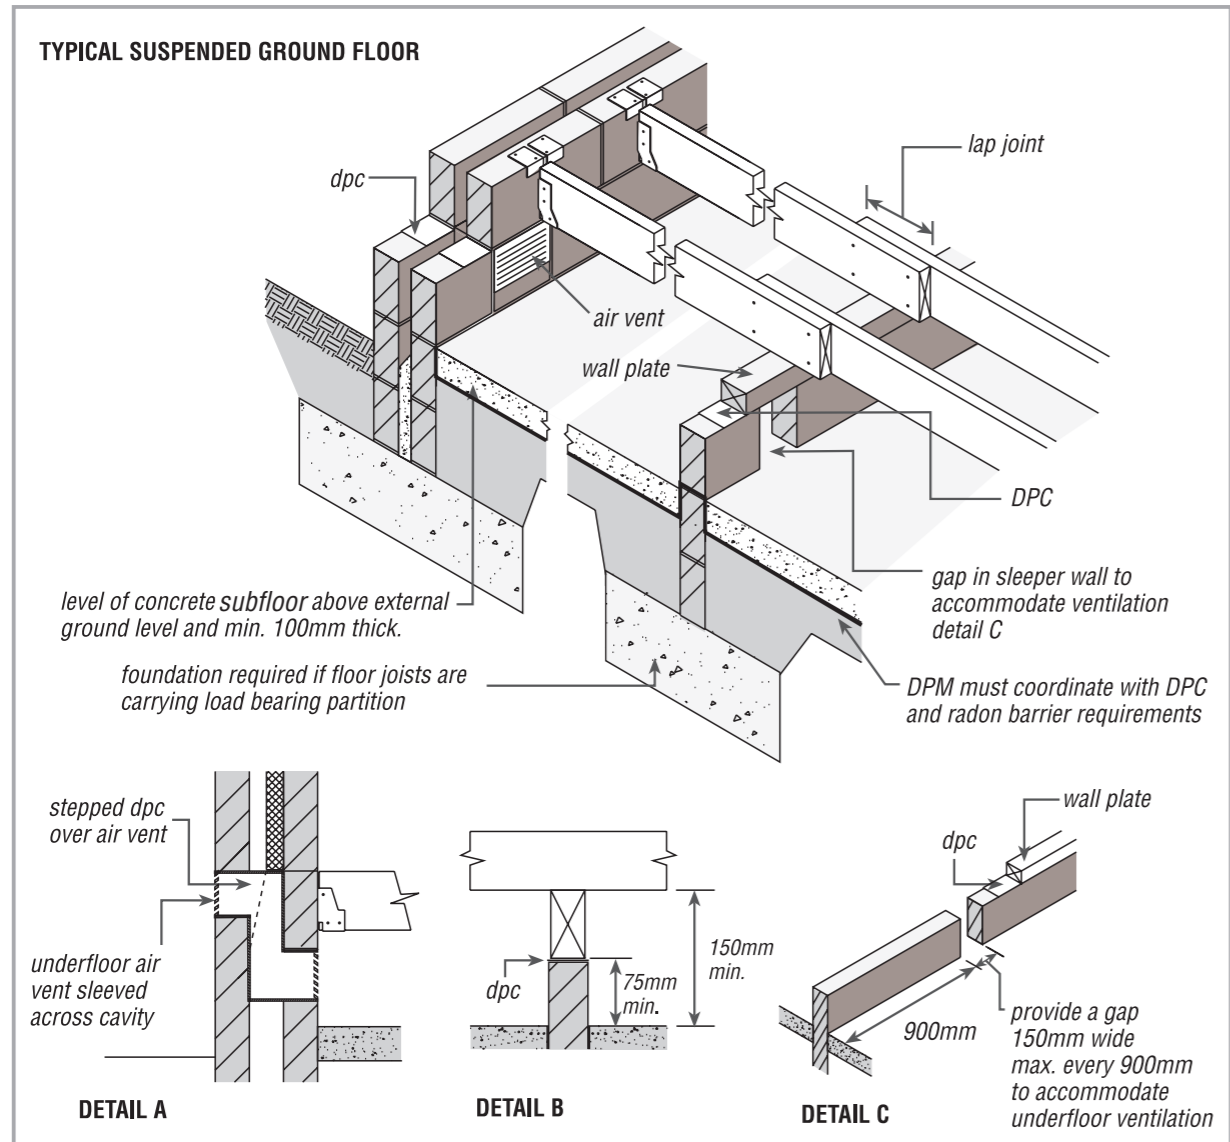 TYPICAL SUSPENDED GROUND FLOOR
lap joint
dpc
air vent
wall plate
DPC
gap in sleeper wall to
accommodate ventilation
detail C
level of concrete subfloor above external
ground level and min. 100mm thick.
foundation required if floor joists are
carrying load bearing partition
DPM must coordinate with DPC
and radon barrier requirements
stepped dpc
over air vent
underfloor air
vent sleeved
across cavity
DETAIL A
dpc
75mm
min.
150mm
min.
DETAIL B
wall plate
dpc
900mm
provide a gap
150mm wide
max. every 900mm
to accommodate
underfloor ventilation
DETAIL C